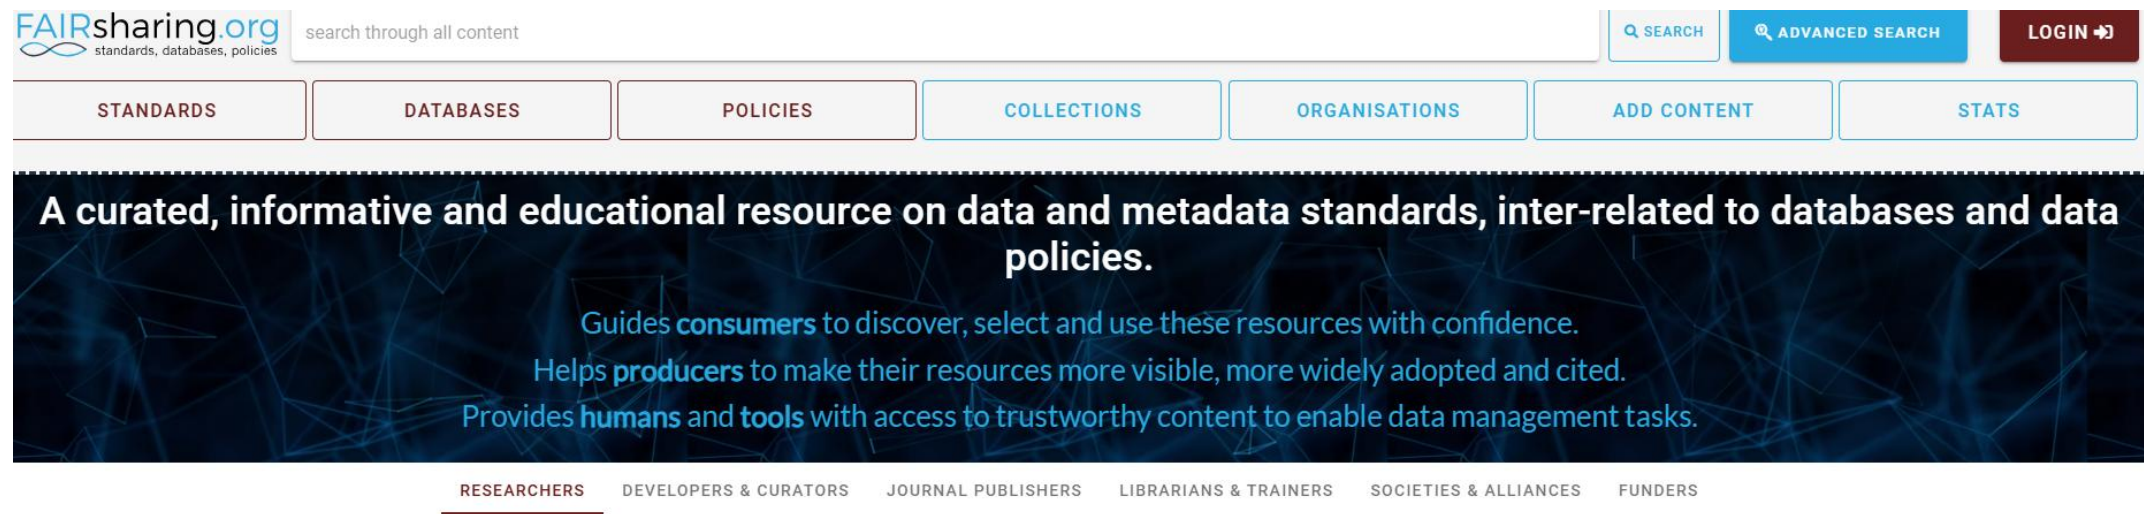 FAIRsharing.org
standards, databases, policies
search through all content
SEARCH
ADVANCED SEARCH
LOGIN
STANDARDS
DATABASES
POLICIES
COLLECTIONS
ORGANISATIONS
ADD CONTENT
STATS
A curated, informative and educational resource on data and metadata standards, inter-related to databases and data
policies.
Guides consumers to discover, select and use these resources with confidence.
Helps producers to make their resources more visible, more widely adopted and cited.
Provides humans and tools with access to trustworthy content to enable data management tasks.
RESEARCHERS
DEVELOPERS & CURATORS
JOURNAL PUBLISHERS
LIBRARIANS & TRAINERS
SOCIETIES & ALLIANCES
FUNDERS